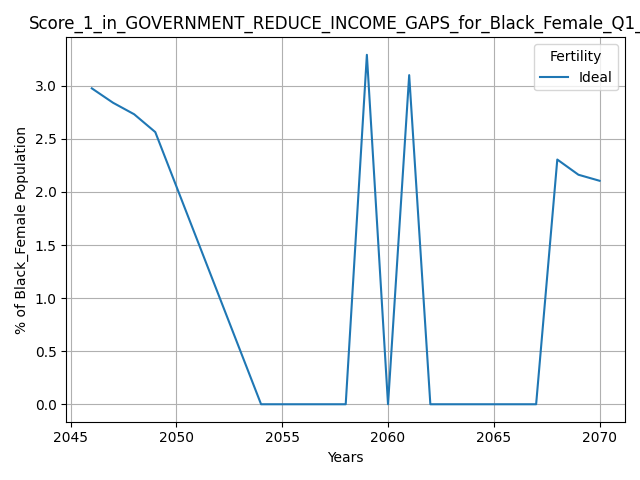 Score_1_in_GOVERNMENT_REDUCE_INCOME_GAPS_for_Black_Female_Q1_
Fertility
Ideal
% of Black_Female Population
3.0
2.5
2.0
1.5
1.0
0.5
0.0
2045 2050 2055 2060 2065 2070
Years